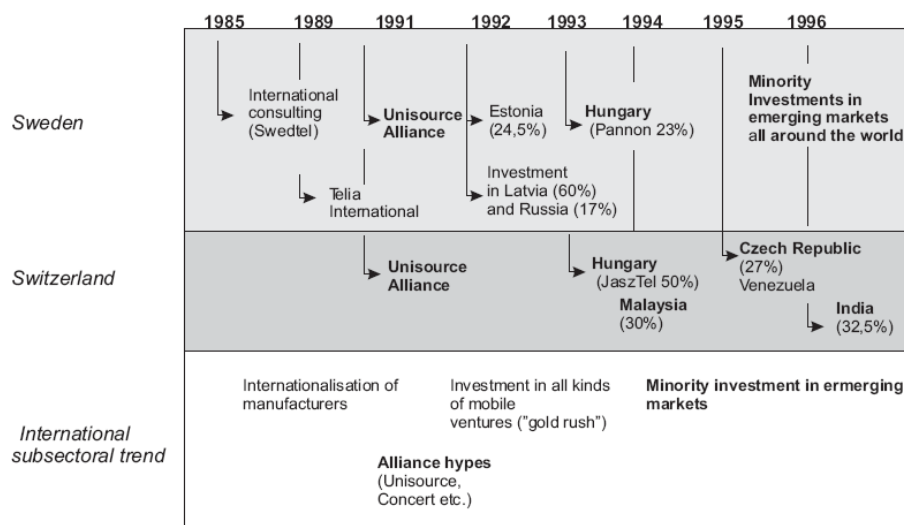 1985 1989 1991 1992 1993 1994 1995 1996
Sweden
International
consulting
(Swedtel)
Telia
International
Unisource
Alliance
Estonia
(24,5%)
Investment
in Latvia (60%)
and Russia (17%)
Hungary
(Pannon 23%)
Minority
Investments in
emerging markets
all around the world
Switzerland
Unisource
Alliance
Hungary
(JaszTel 50%)
Malaysia
(30%)
Czech Republic
(27%)
Venezuela
India
(32,5%)
International
subsectoral trend
Internationalisation of
manufacturers
Alliance hypes
(Unisource,
Concert etc.)
Investment in all kinds
of mobile
ventures ("gold rush")
Minority investment in ermerging
markets